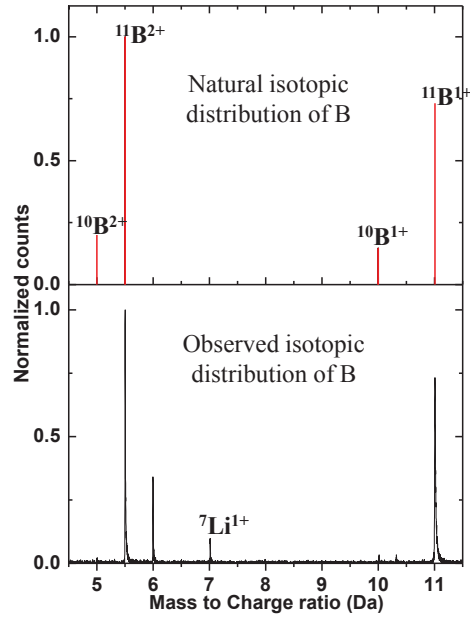 1.0
¹¹B²⁺
Natural isotopic
distribution of B
¹¹B¹⁺
0.5
¹⁰B²⁺
¹⁰B¹⁺
0.0
Normalized counts
1.0
Observed isotopic
distribution of B
0.5
⁷Li¹⁺
0.0
5 6 7 8 9 10 11
Mass to Charge ratio (Da)